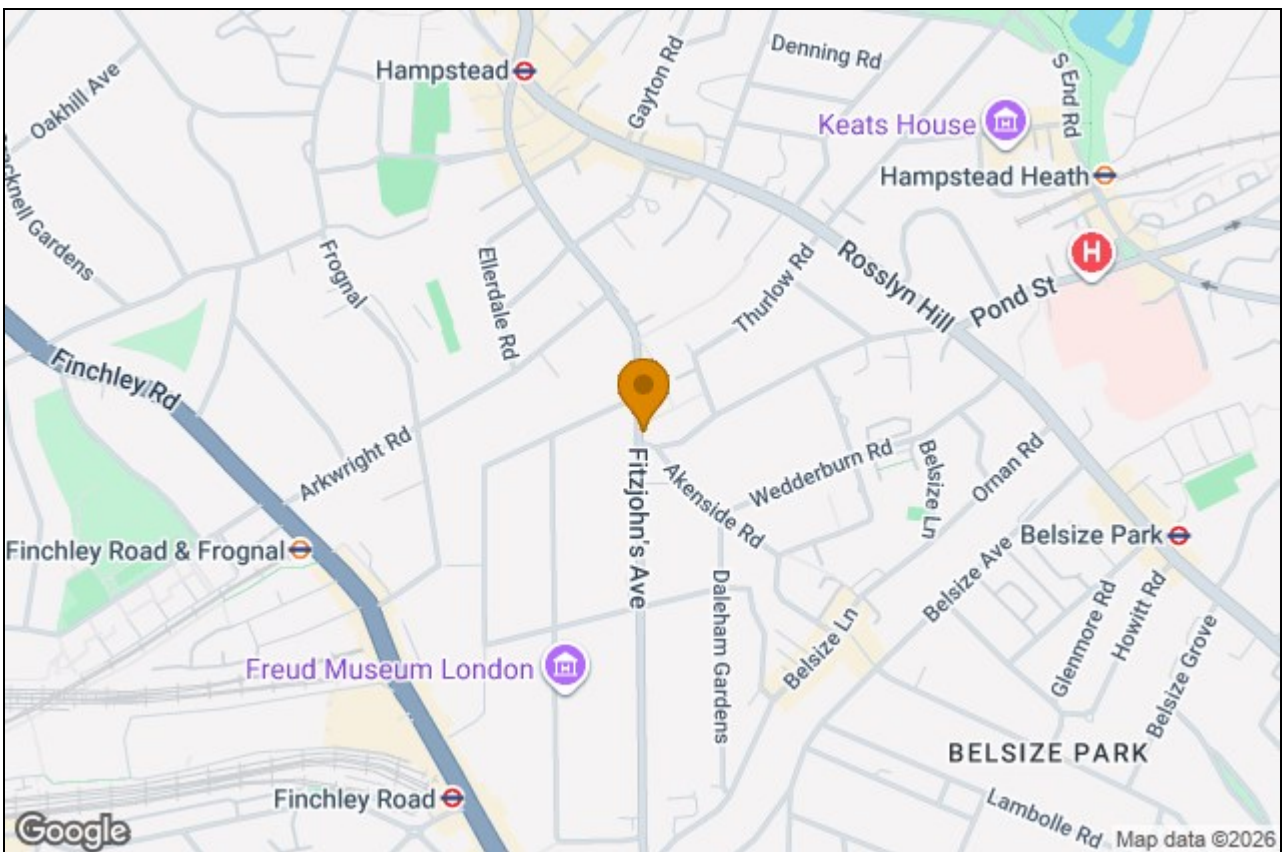 Hampstead
Gayton Rd
Denning Rd
Oakhill Ave
S End Rd
Keats House
Hampstead Heath
H
Frognal
Ellerdale Rd
Thurlow Rd
Rosslyn Hill
Pond St
Gardens
Finchley Rd
Arkwright Rd
Fitzjohn's Ave
Akenside Rd
Wedderburn Rd
Belsize Ln
Ornan Rd
Finchley Road & Frognal
Belsize Park
Belsize Ave
Daleham Gardens
Glenmore Rd
Howitt Rd
Belsize Grove
Belsize Ln
Freud Museum London
BELSIZE PARK
Finchley Road
Lambolle Rd
Google
Map data ©2026